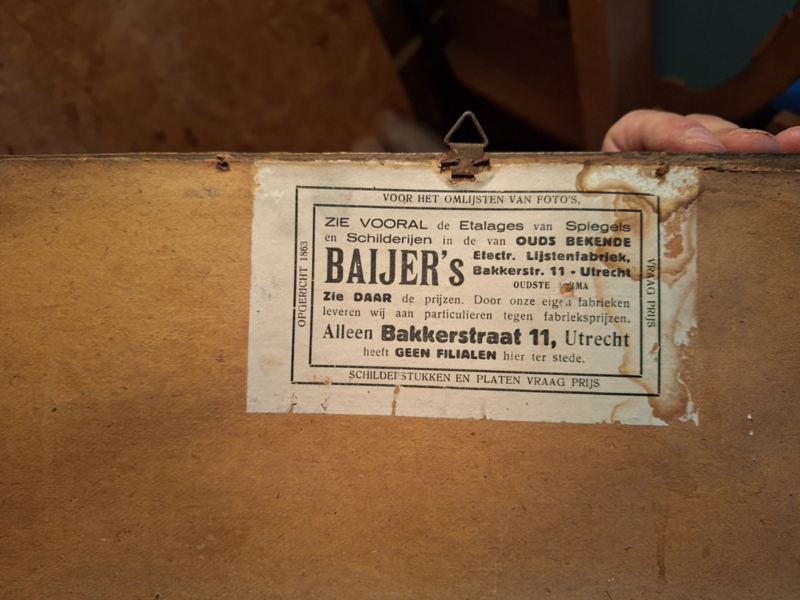 VOOR HET OMLIJSTEN VAN FOTO'S,
OPGERICHT 1863
ZIE VOORAL de Etalages van Spiegels
en Schilderijen in de van OUDS BEKENDE
BAIJER's
Electr. Lijstenfabriek,
Bakkerstr. 11 - Utrecht
OUDSTE
Zie DAAR de prijzen. Door onze eigen fabrieken
leveren wij aan particulieren tegen fabrieksprijzen.
Alleen Bakkerstraat 11, Utrecht
heeft GEEN FILIALEN hier ter stede.
VRAAG PRIJS
SCHILDERSTUKKEN EN PLATEN VRAAG PRIJS